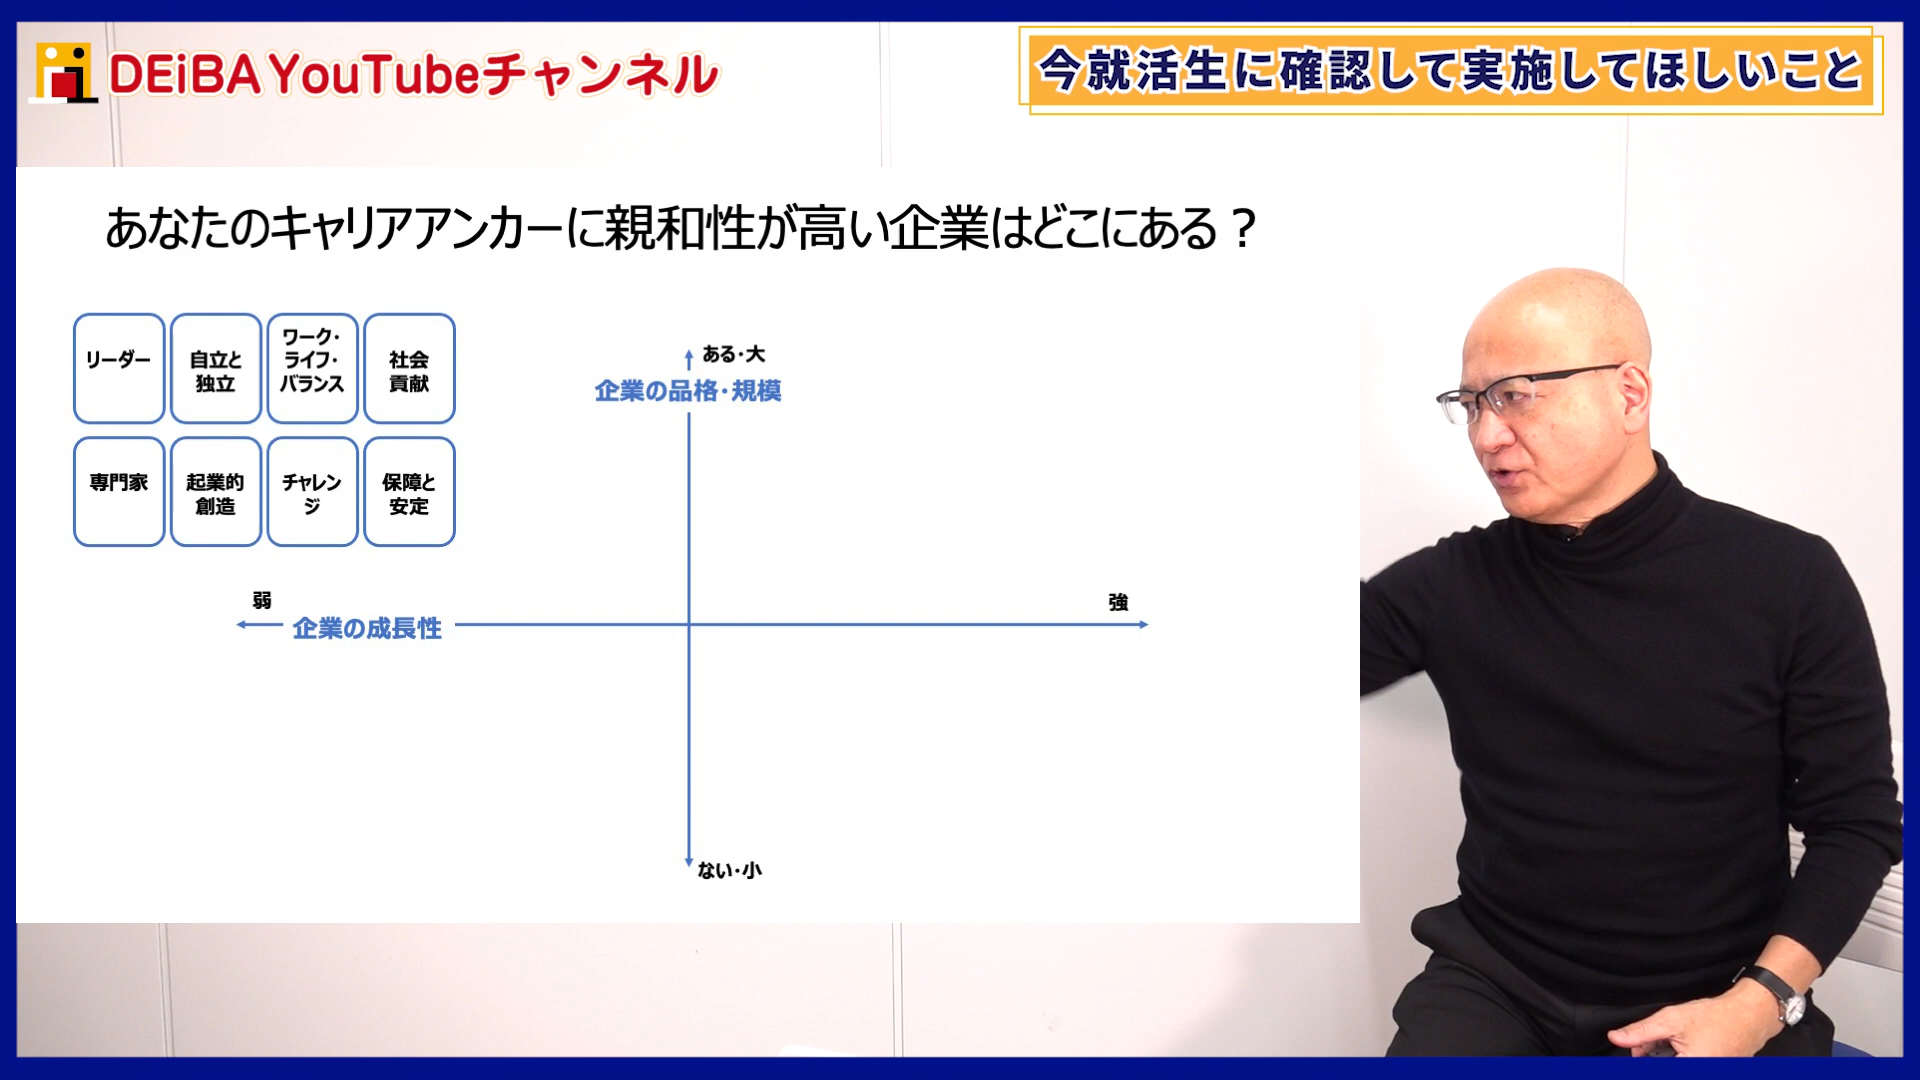 DEiBA YouTubeチャンネル
今就活生に確認して実施してほしいこと
あなたのキャリアアンカーに親和性が高い企業はどこにある？
リーダー
自立と
独立
ワーク・
ライフ・
バランス
社会
貢献
専門家
起業的
創造
チャレン
ジ
保障と
安定
ある・大
企業の品格・規模
弱
企業の成長性
強
ない・小